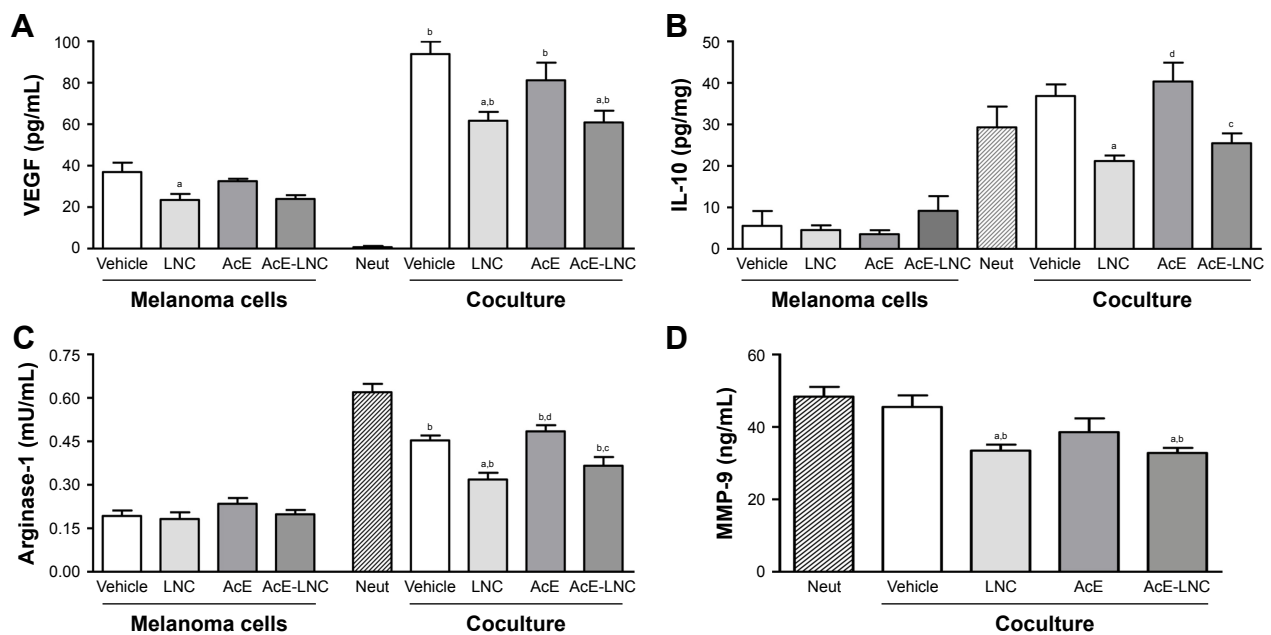 A
VEGF (pg/mL)
100
80
60
40
20
0
b
a,b
b
a,b
a
Vehicle LNC AcE AcE-LNC Neut Vehicle LNC AcE AcE-LNC
Melanoma cells Coculture
B
IL-10 (pg/mg)
50
40
30
20
10
0
a
d
c
Vehicle LNC AcE AcE-LNC Neut Vehicle LNC AcE AcE-LNC
Melanoma cells Coculture
C
Arginase-1 (mU/mL)
0.75
0.60
0.45
0.30
0.15
0.00
b
a,b
b,d
b,c
Vehicle LNC AcE AcE-LNC Neut Vehicle LNC AcE AcE-LNC
Melanoma cells Coculture
D
MMP-9 (ng/mL)
60
40
20
0
a,b
a,b
Neut Vehicle LNC AcE AcE-LNC
Coculture